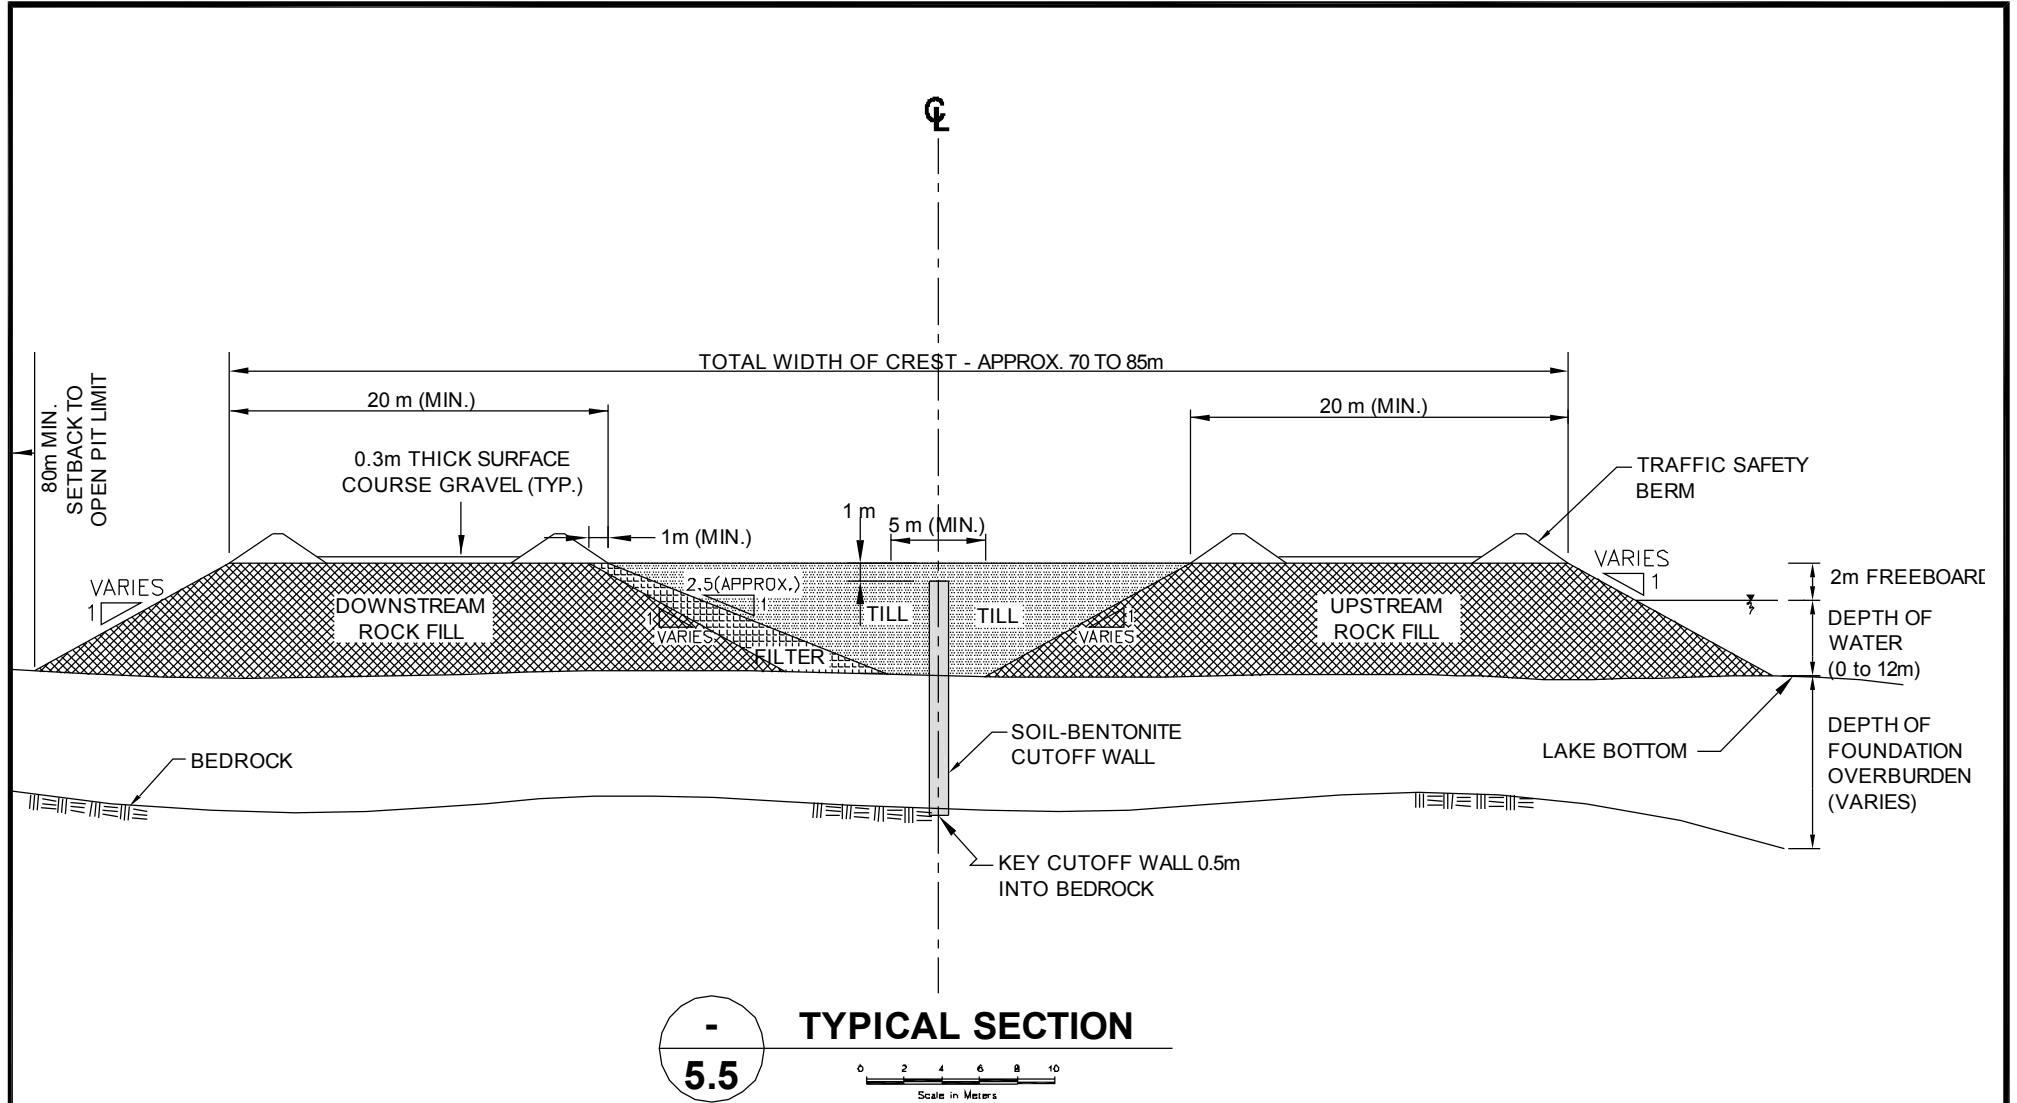 ℄
TOTAL WIDTH OF CREST - APPROX. 70 TO 85m
20 m (MIN.)
20 m (MIN.)
80m MIN.
SETBACK TO
OPEN PIT LIMIT
0.3m THICK SURFACE
COURSE GRAVEL (TYP.)
TRAFFIC SAFETY
BERM
1 m
5 m (MIN.)
1m (MIN.)
VARIES
1
VARIES
1
2m FREEBOARD
2.5(APPROX.)
1
DOWNSTREAM
ROCK FILL
1
VARIES
TILL
TILL
1
VARIES
UPSTREAM
ROCK FILL
DEPTH OF
WATER
(0 to 12m)
FILTER
BEDROCK
SOIL-BENTONITE
CUTOFF WALL
LAKE BOTTOM
DEPTH OF
FOUNDATION
OVERBURDEN
(VARIES)
KEY CUTOFF WALL 0.5m
INTO BEDROCK
-
5.5
TYPICAL SECTION
0 2 4 6 8 10
Scale in Meters